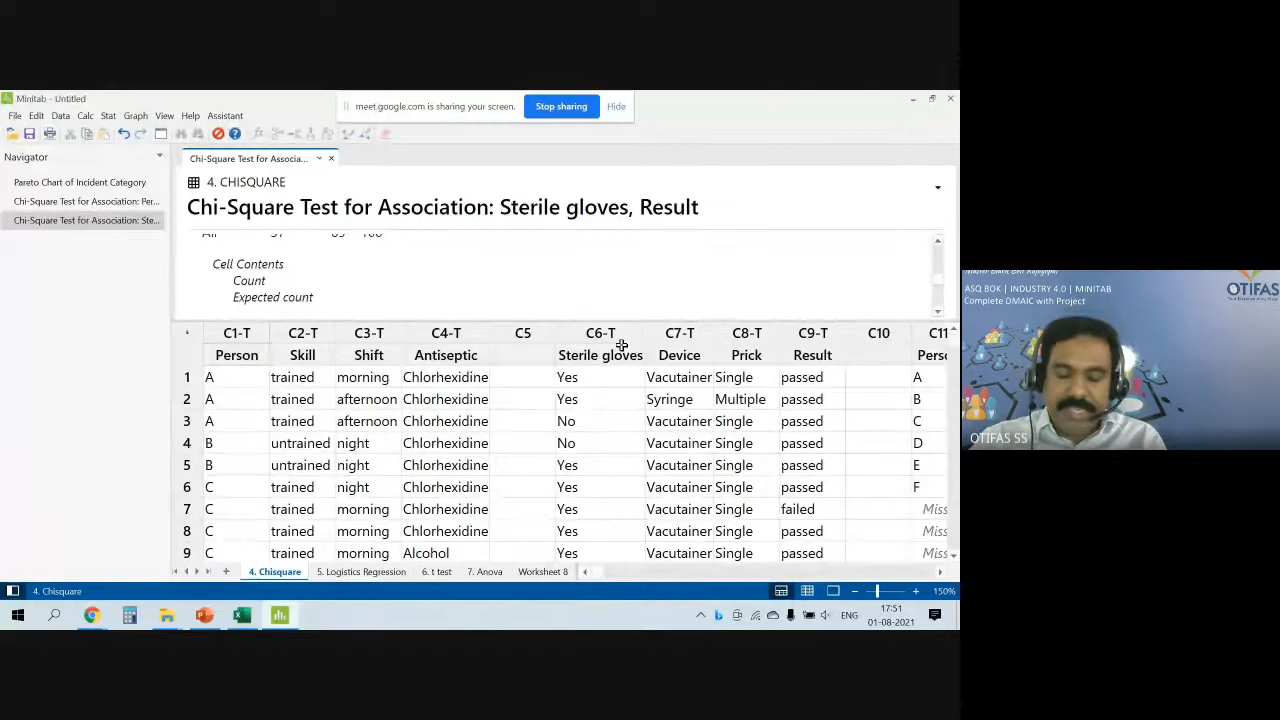 Minitab - Untitled
meet.google.com is sharing your screen.
Stop sharing
Hide
File Edit Data Calc Stat Graph View Help Assistant
Navigator
Pareto Chart of Incident Category
Chi-Square Test for Association: Per...
Chi-Square Test for Association: Ste...
Chi-Square Test for Associa...
4. CHISQUARE
Chi-Square Test for Association: Sterile gloves, Result
Cell Contents
Count
Expected count
C1-T C2-T C3-T C4-T C5 C6-T C7-T C8-T C9-T C10 C11
Person Skill Shift Antiseptic Sterile gloves Device Prick Result Perso
1 A trained morning Chlorhexidine Yes Vacutainer Single passed A
2 A trained afternoon Chlorhexidine Yes Syringe Multiple passed B
3 A trained afternoon Chlorhexidine No Vacutainer Single passed C
4 B untrained night Chlorhexidine No Vacutainer Single passed D
5 B untrained night Chlorhexidine Yes Vacutainer Single passed E
6 C trained night Chlorhexidine Yes Vacutainer Single passed F
7 C trained morning Chlorhexidine Yes Vacutainer Single failed Miss
8 C trained morning Chlorhexidine Yes Vacutainer Single passed Miss
9 C trained morning Alcohol Yes Vacutainer Single passed Miss
4. Chisquare 5. Logistics Regression 6. t test 7. Anova Worksheet 8
4. Chisquare
150%
ENG
17:51
01-08-2021
ASQ BOK | INDUSTRY 4.0 | MINITAB
Complete DMAIC with Project
OTIFAS
OTIFAS SS